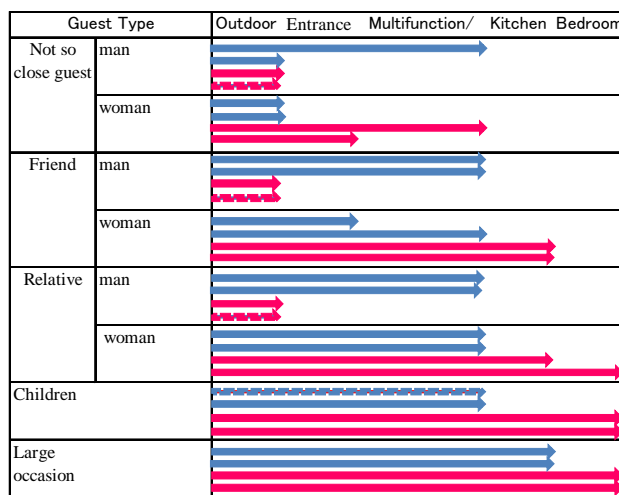 Guest Type Outdoor Entrance Multifunction/ Kitchen Bedroom
Not so close guest man
woman
Friend man
woman
Relative man
woman
Children
Large
occasion